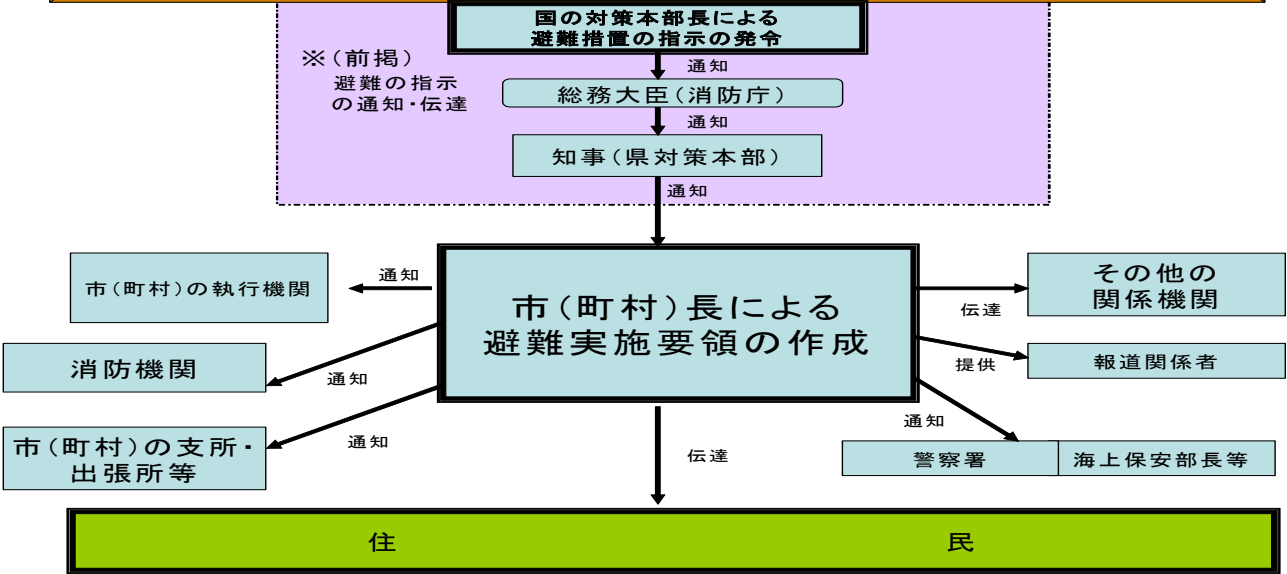 国の対策本部長による
避難措置の指示の発令
※(前掲)
避難の指示
の通知・伝達
通知
総務大臣(消防庁)
通知
知事(県対策本部)
通知
市(町村)の執行機関
通知
市(町村)長による
避難実施要領の作成
伝達
その他の
関係機関
消防機関
通知
提供
報道関係者
市(町村)の支所・
出張所等
通知
伝達
通知
警察署
海上保安部長等
住 民